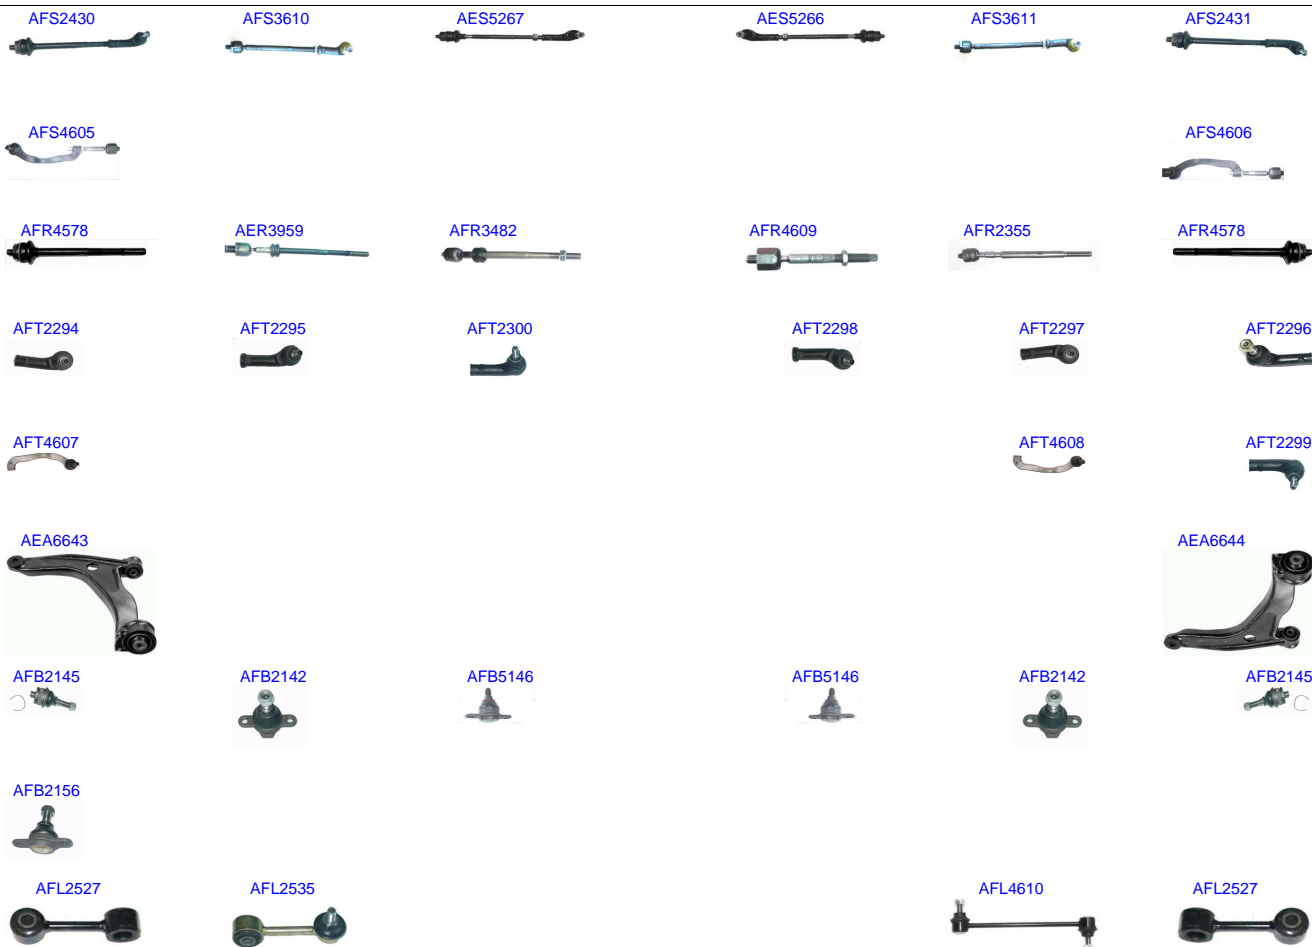 AFS2430 AFS3610 AES5267 AES5266 AFS3611 AFS2431
AFS4605 AFS4606
AFR4578 AER3959 AFR3482 AFR4609 AFR2355 AFR4578
AFT2294 AFT2295 AFT2300 AFT2298 AFT2297 AFT2296
AFT4607 AFT4608 AFT2299
AEA6643 AEA6644
AFB2145 AFB2142 AFB5146 AFB5146 AFB2142 AFB2145
AFB2156
AFL2527 AFL2535 AFL4610 AFL2527